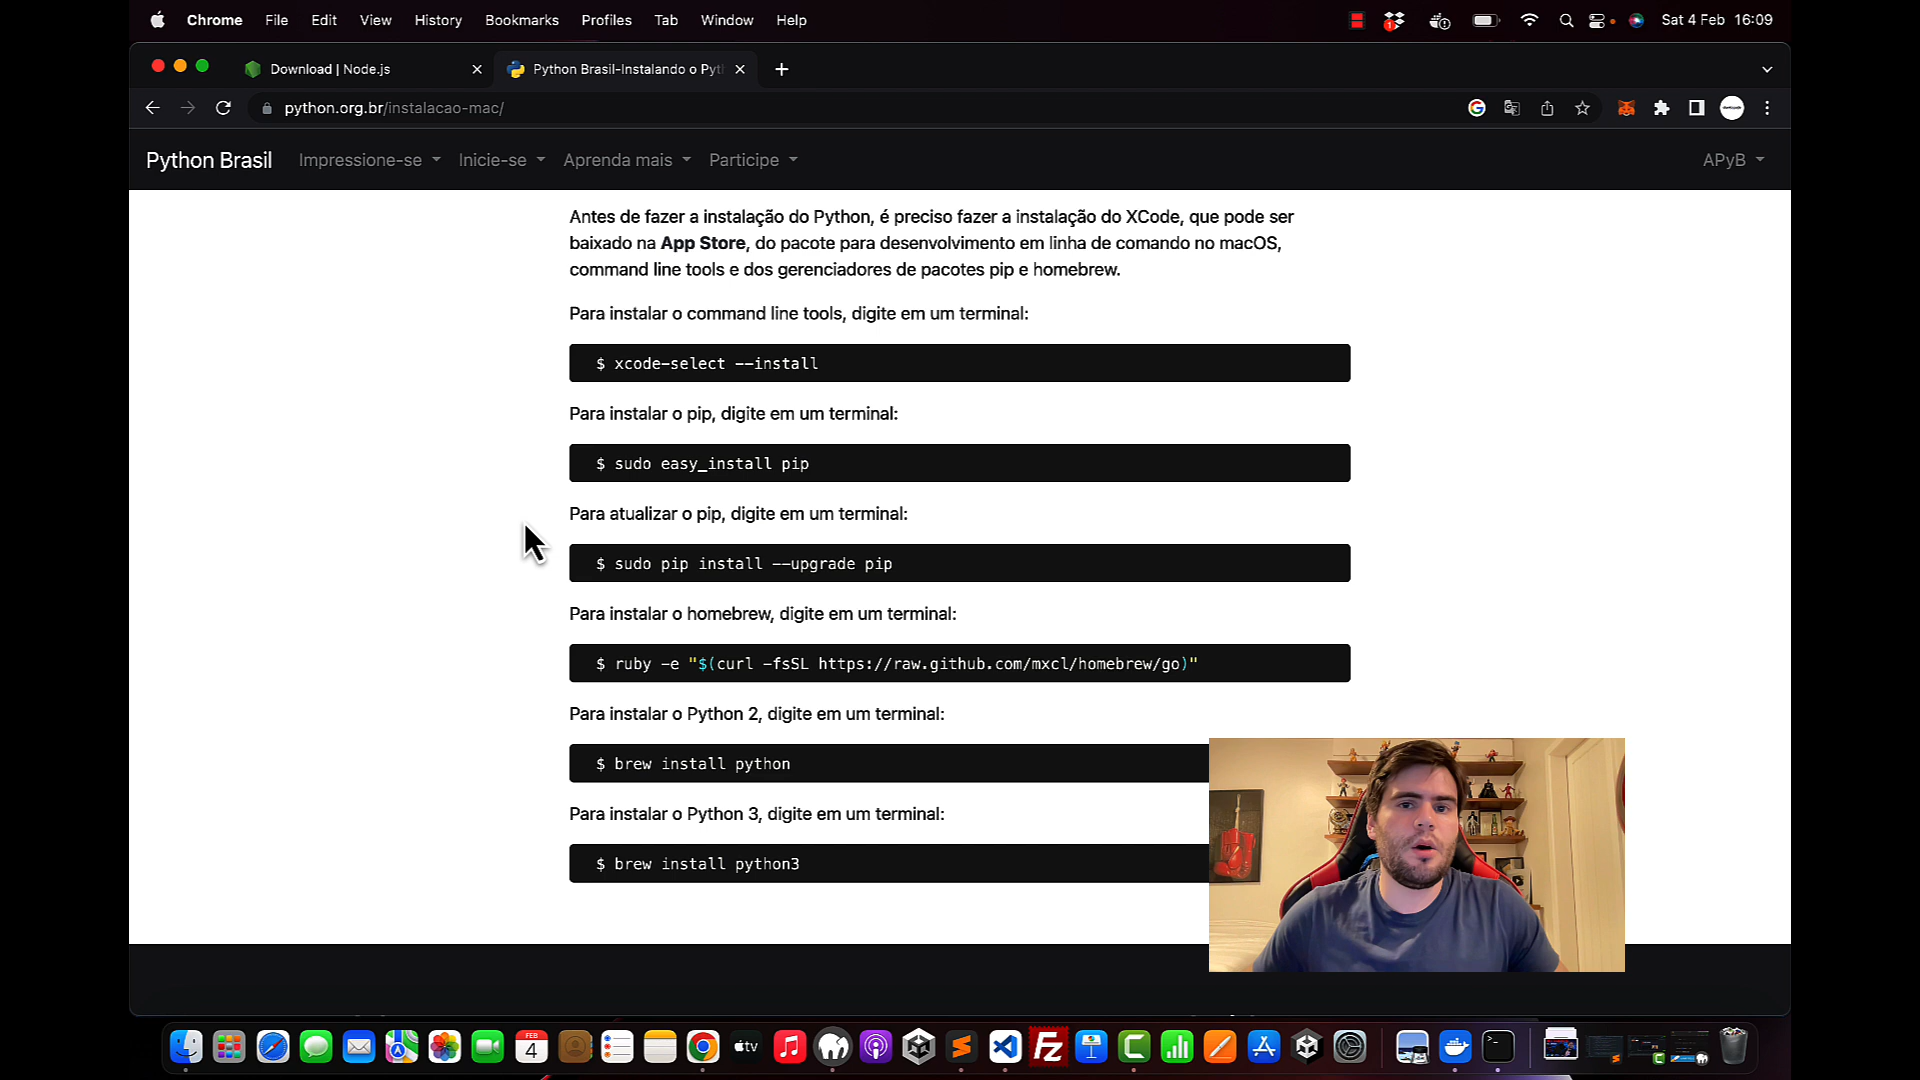 Chrome File Edit View History Bookmarks Profiles Tab Window Help
Sat 4 Feb 16:09
Download | Node.js
Python Brasil-Instalando o Pyt
python.org.br/instalacao-mac/
Python Brasil Impressione-se Inicie-se Aprenda mais Participe APyB
Antes de fazer a instalação do Python, é preciso fazer a instalação do XCode, que pode ser
baixado na App Store, do pacote para desenvolvimento em linha de comando no macOS,
command line tools e dos gerenciadores de pacotes pip e homebrew.
Para instalar o command line tools, digite em um terminal:
$ xcode-select --install
Para instalar o pip, digite em um terminal:
$ sudo easy_install pip
Para atualizar o pip, digite em um terminal:
$ sudo pip install --upgrade pip
Para instalar o homebrew, digite em um terminal:
$ ruby -e "$(curl -fsSL https://raw.github.com/mxcl/homebrew/go)"
Para instalar o Python 2, digite em um terminal:
$ brew install python
Para instalar o Python 3, digite em um terminal:
$ brew install python3
FEB
4
tv
Fz